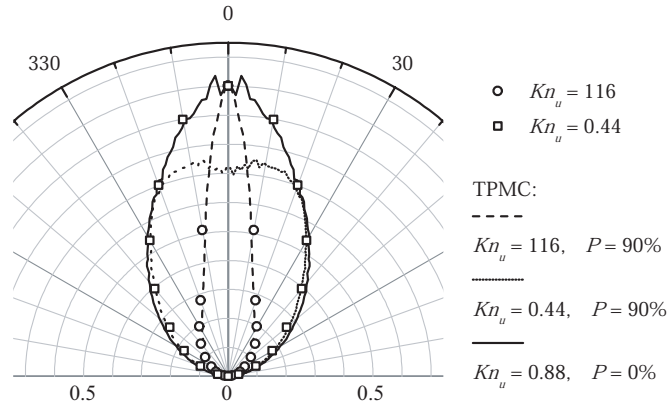 0
330
30
Kn_u = 116
Kn_u = 0.44
TPMC:
Kn_u = 116, P = 90%
Kn_u = 0.44, P = 90%
Kn_u = 0.88, P = 0%
0.5 0 0.5